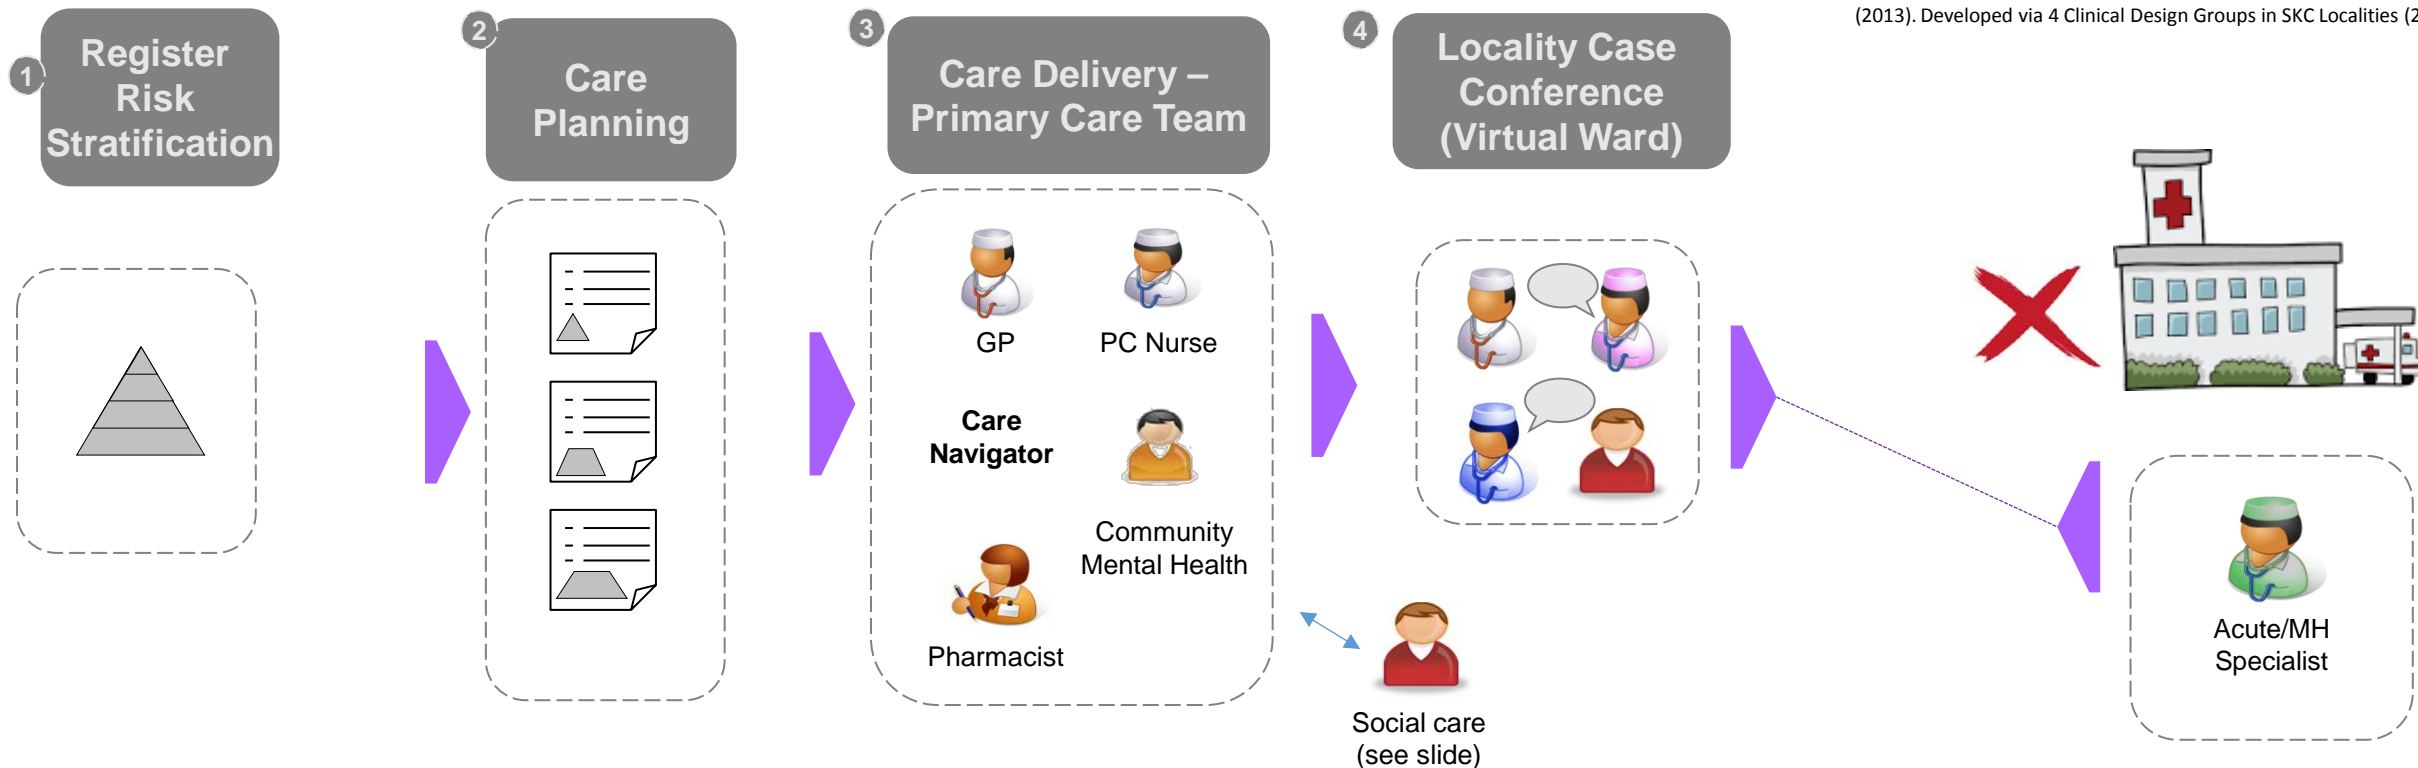 (2013). Developed via 4 Clinical Design Groups in SKC Localities (2
1
Register
Risk
Stratification
2
Care
Planning
3
Care Delivery –
Primary Care Team
4
Locality Case
Conference
(Virtual Ward)
GP
PC Nurse
Care
Navigator
Community
Mental Health
Pharmacist
Social care
(see slide)
Acute/MH
Specialist